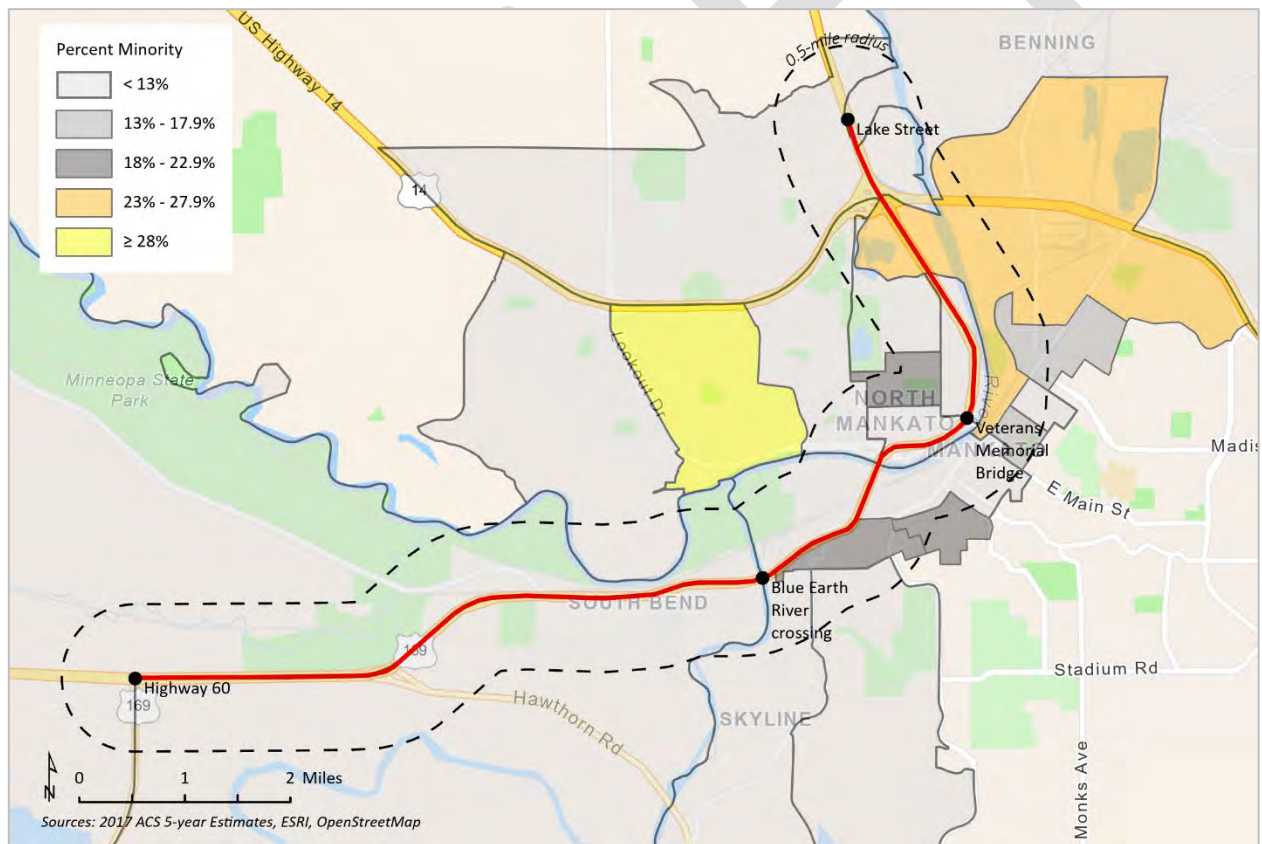 Percent Minority
< 13%
13% - 17.9%
18% - 22.9%
23% - 27.9%
≥ 28%
US Highway 14
0.5-mile radius
BENNING
Lake Street
14
Lookout Dr
Minneopa State
Park
NORTH
MANKATO
River
MANKATO
Veterans
Memorial
Bridge
Madis
E Main St
Blue Earth
River
crossing
SOUTH BEND
169
Highway 60
169
Hawthorn Rd
SKYLINE
Stadium Rd
Monks Ave
N
0 1 2 Miles
Sources: 2017 ACS 5-year Estimates, ESRI, OpenStreetMap